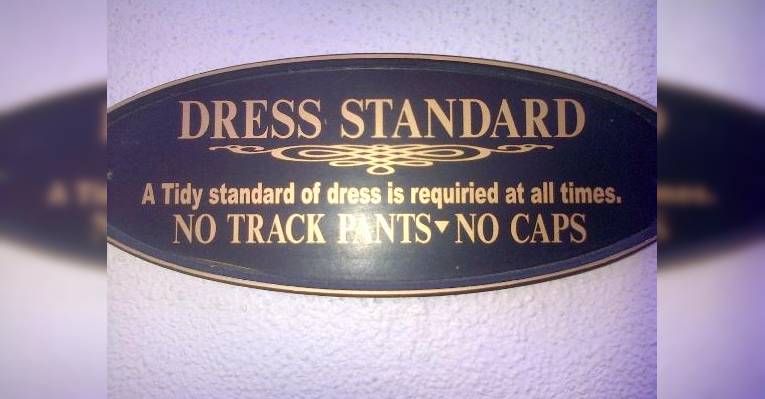 DRESS STANDARD
A Tidy standard of dress is requiried at all times.
NO TRACK PANTS▼NO CAPS